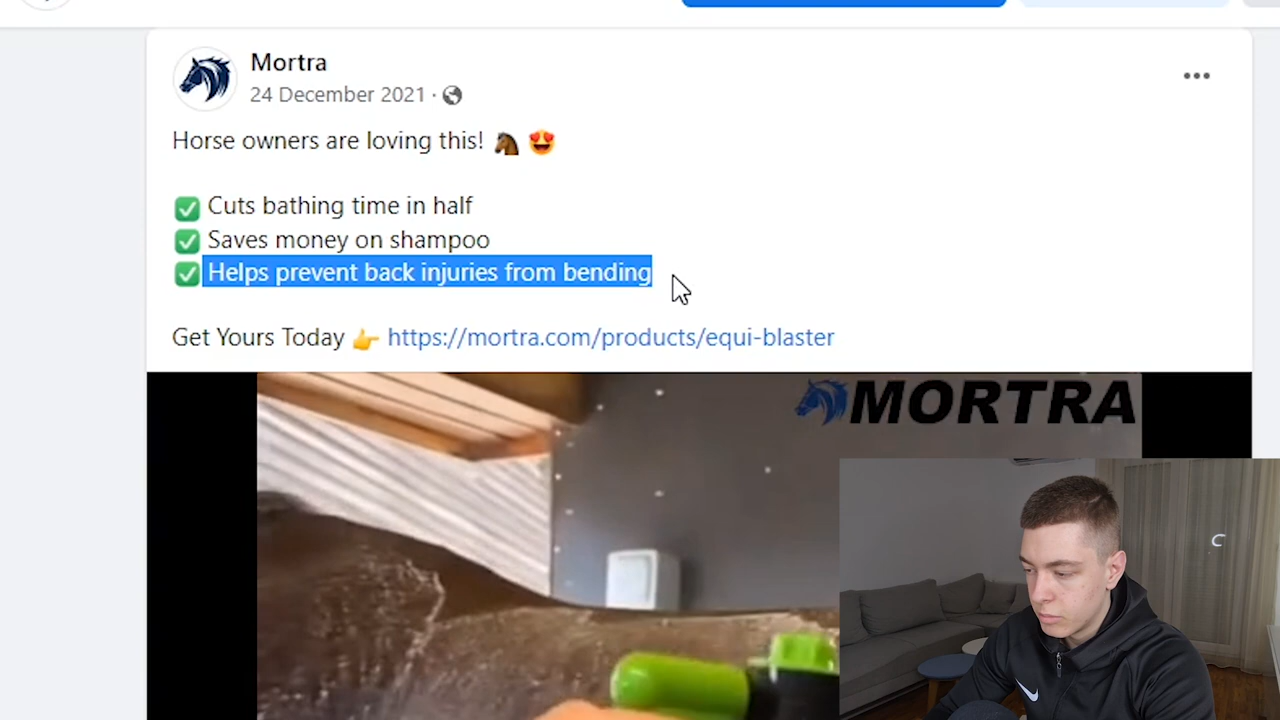 Mortra
24 December 2021 ·
Horse owners are loving this! 🐴 😍
✅ Cuts bathing time in half
✅ Saves money on shampoo
✅ Helps prevent back injuries from bending
Get Yours Today 👉 https://mortra.com/products/equi-blaster
MORTRA
C